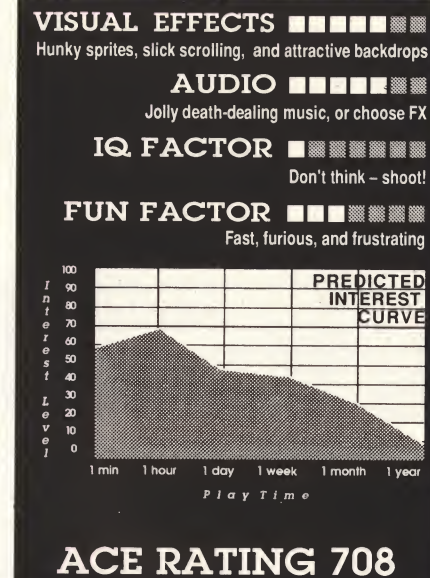 VISUAL EFFECTS
Hunky sprites, slick scrolling, and attractive backdrops
AUDIO
Jolly death-dealing music, or choose FX
IQ FACTOR
Don't think – shoot!
FUN FACTOR
Fast, furious, and frustrating
PREDICTED
INTEREST
CURVE
Interest Level
100
90
80
70
60
50
40
30
20
10
0
1 min 1 hour 1 day 1 week 1 month 1 year
Play Time
ACE RATING 708